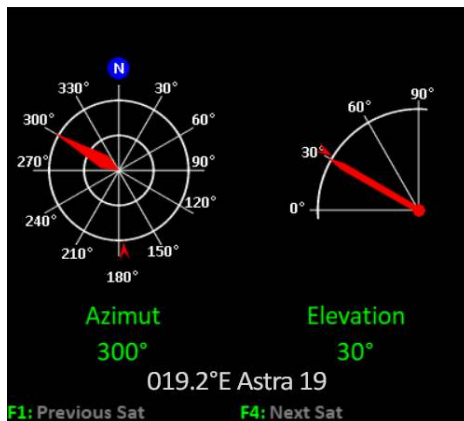 N
330° 30°
300° 60°
270° 90°
240° 120°
210° 150°
180°
90°
60°
30°
0°
Azimut Elevation
300° 30°
019.2°E Astra 19
F1: Previous Sat F4: Next Sat